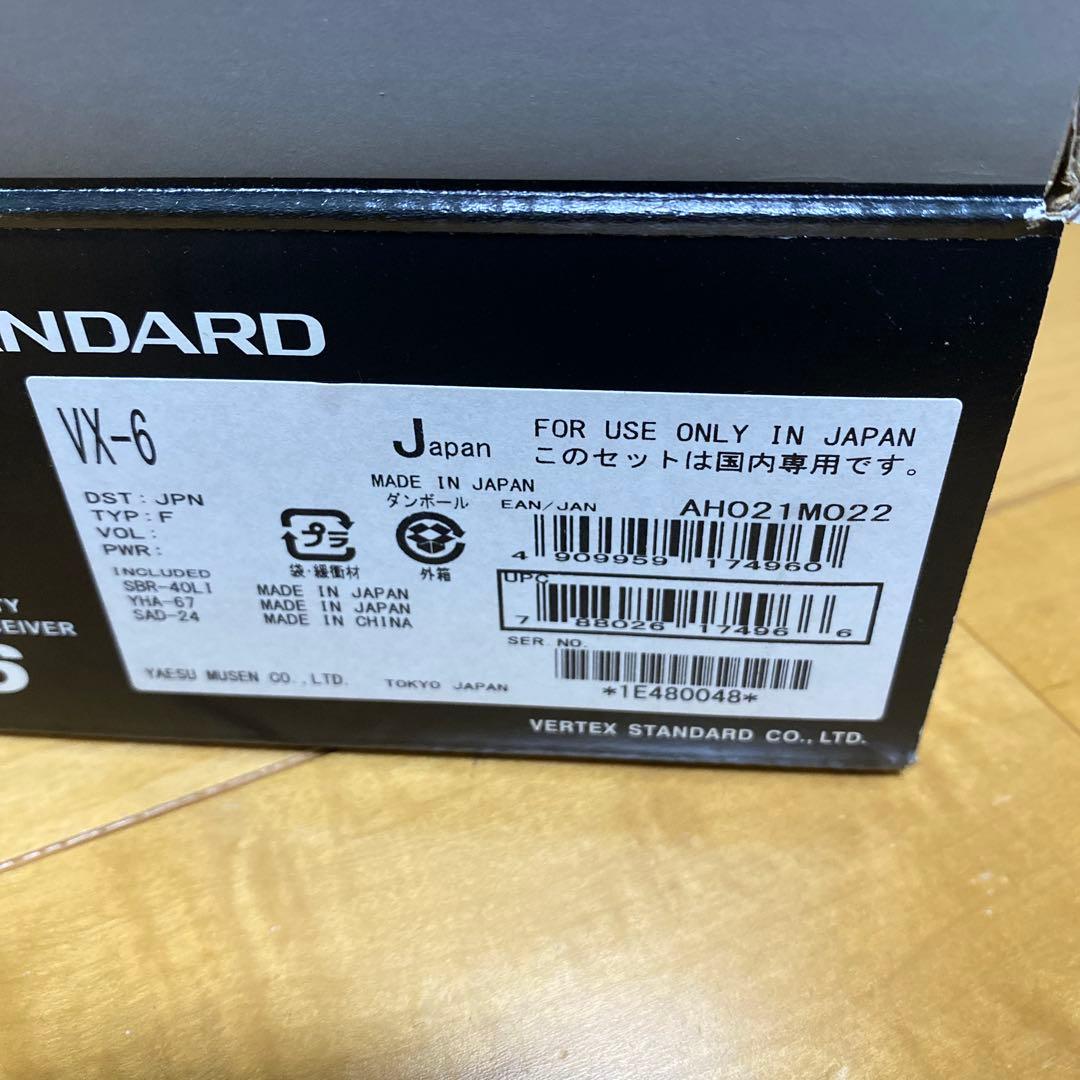 NDARD
VX-6
Japan
FOR USE ONLY IN JAPAN
このセットは国内専用です。
MADE IN JAPAN
DST: JPN
TYP: F
VOL:
PWR:
プラ
袋・緩衝材
ダンボール
外箱
EAN/JAN
AH021M022
4 909959 174960
UPC
7 88026 17496 6
INCLUDED
SBR-40LI MADE IN JAPAN
YHA-67 MADE IN JAPAN
SAD-24 MADE IN CHINA
SER. NO.
*1E480048*
YAESU MUSEN CO.,LTD. TOKYO JAPAN
TY
EIVER
6
VERTEX STANDARD CO., LTD.